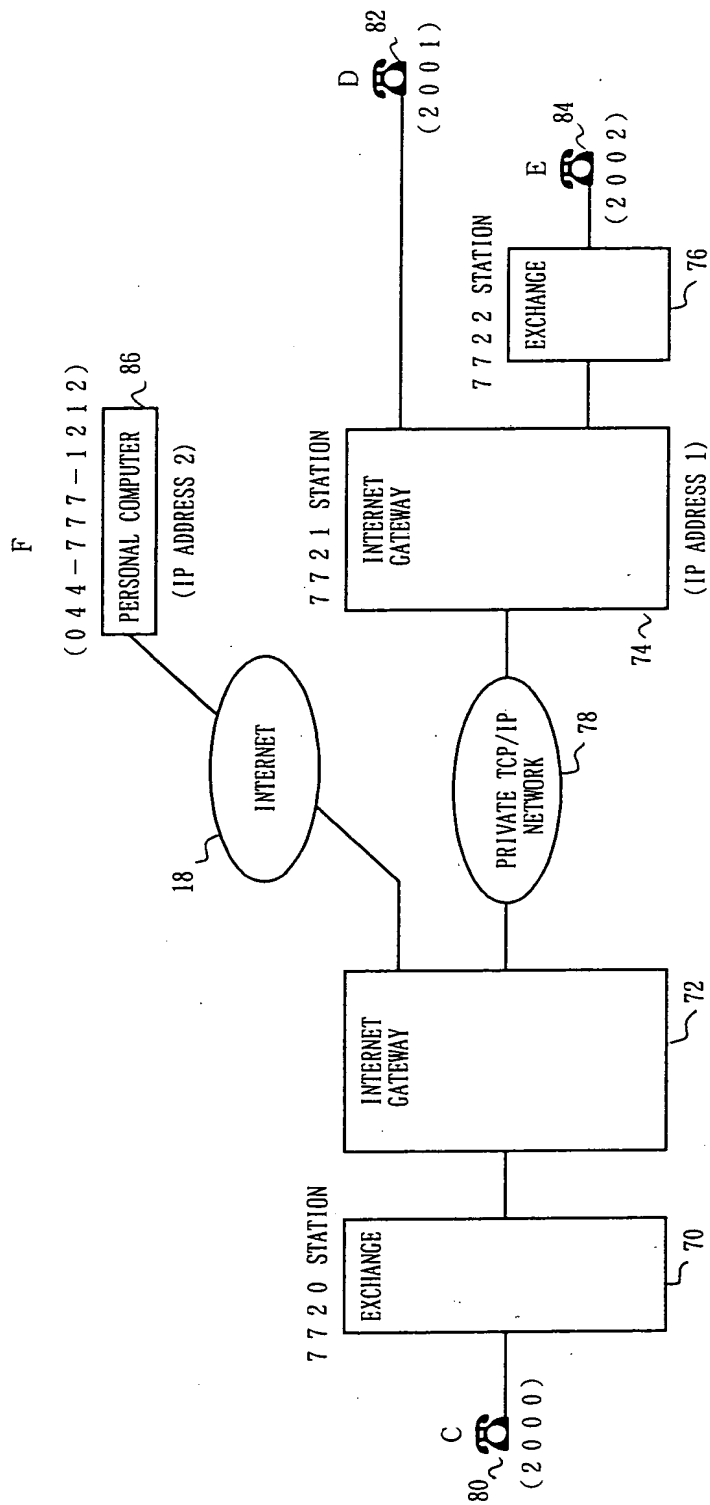 F
(044-777-1212)
PERSONAL COMPUTER
86
(IP ADDRESS 2)
INTERNET
18
D
82
(2001)
7721 STATION
INTERNET
GATEWAY
74
(IP ADDRESS 1)
7722 STATION
EXCHANGE
76
E
84
(2002)
PRIVATE TCP/IP
NETWORK
78
INTERNET
GATEWAY
72
7720 STATION
EXCHANGE
70
C
80
(2000)